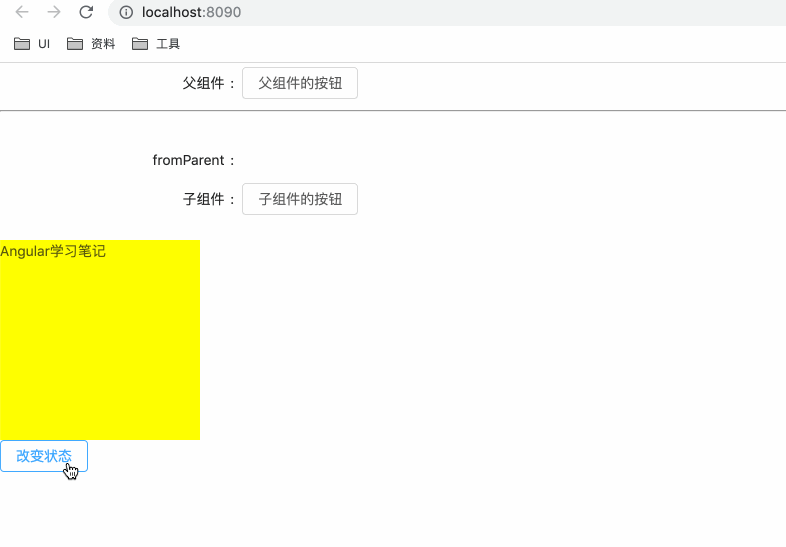 localhost:8090
UI 资料 工具
父组件： 父组件的按钮
fromParent：
子组件： 子组件的按钮
Angular学习笔记
改变状态